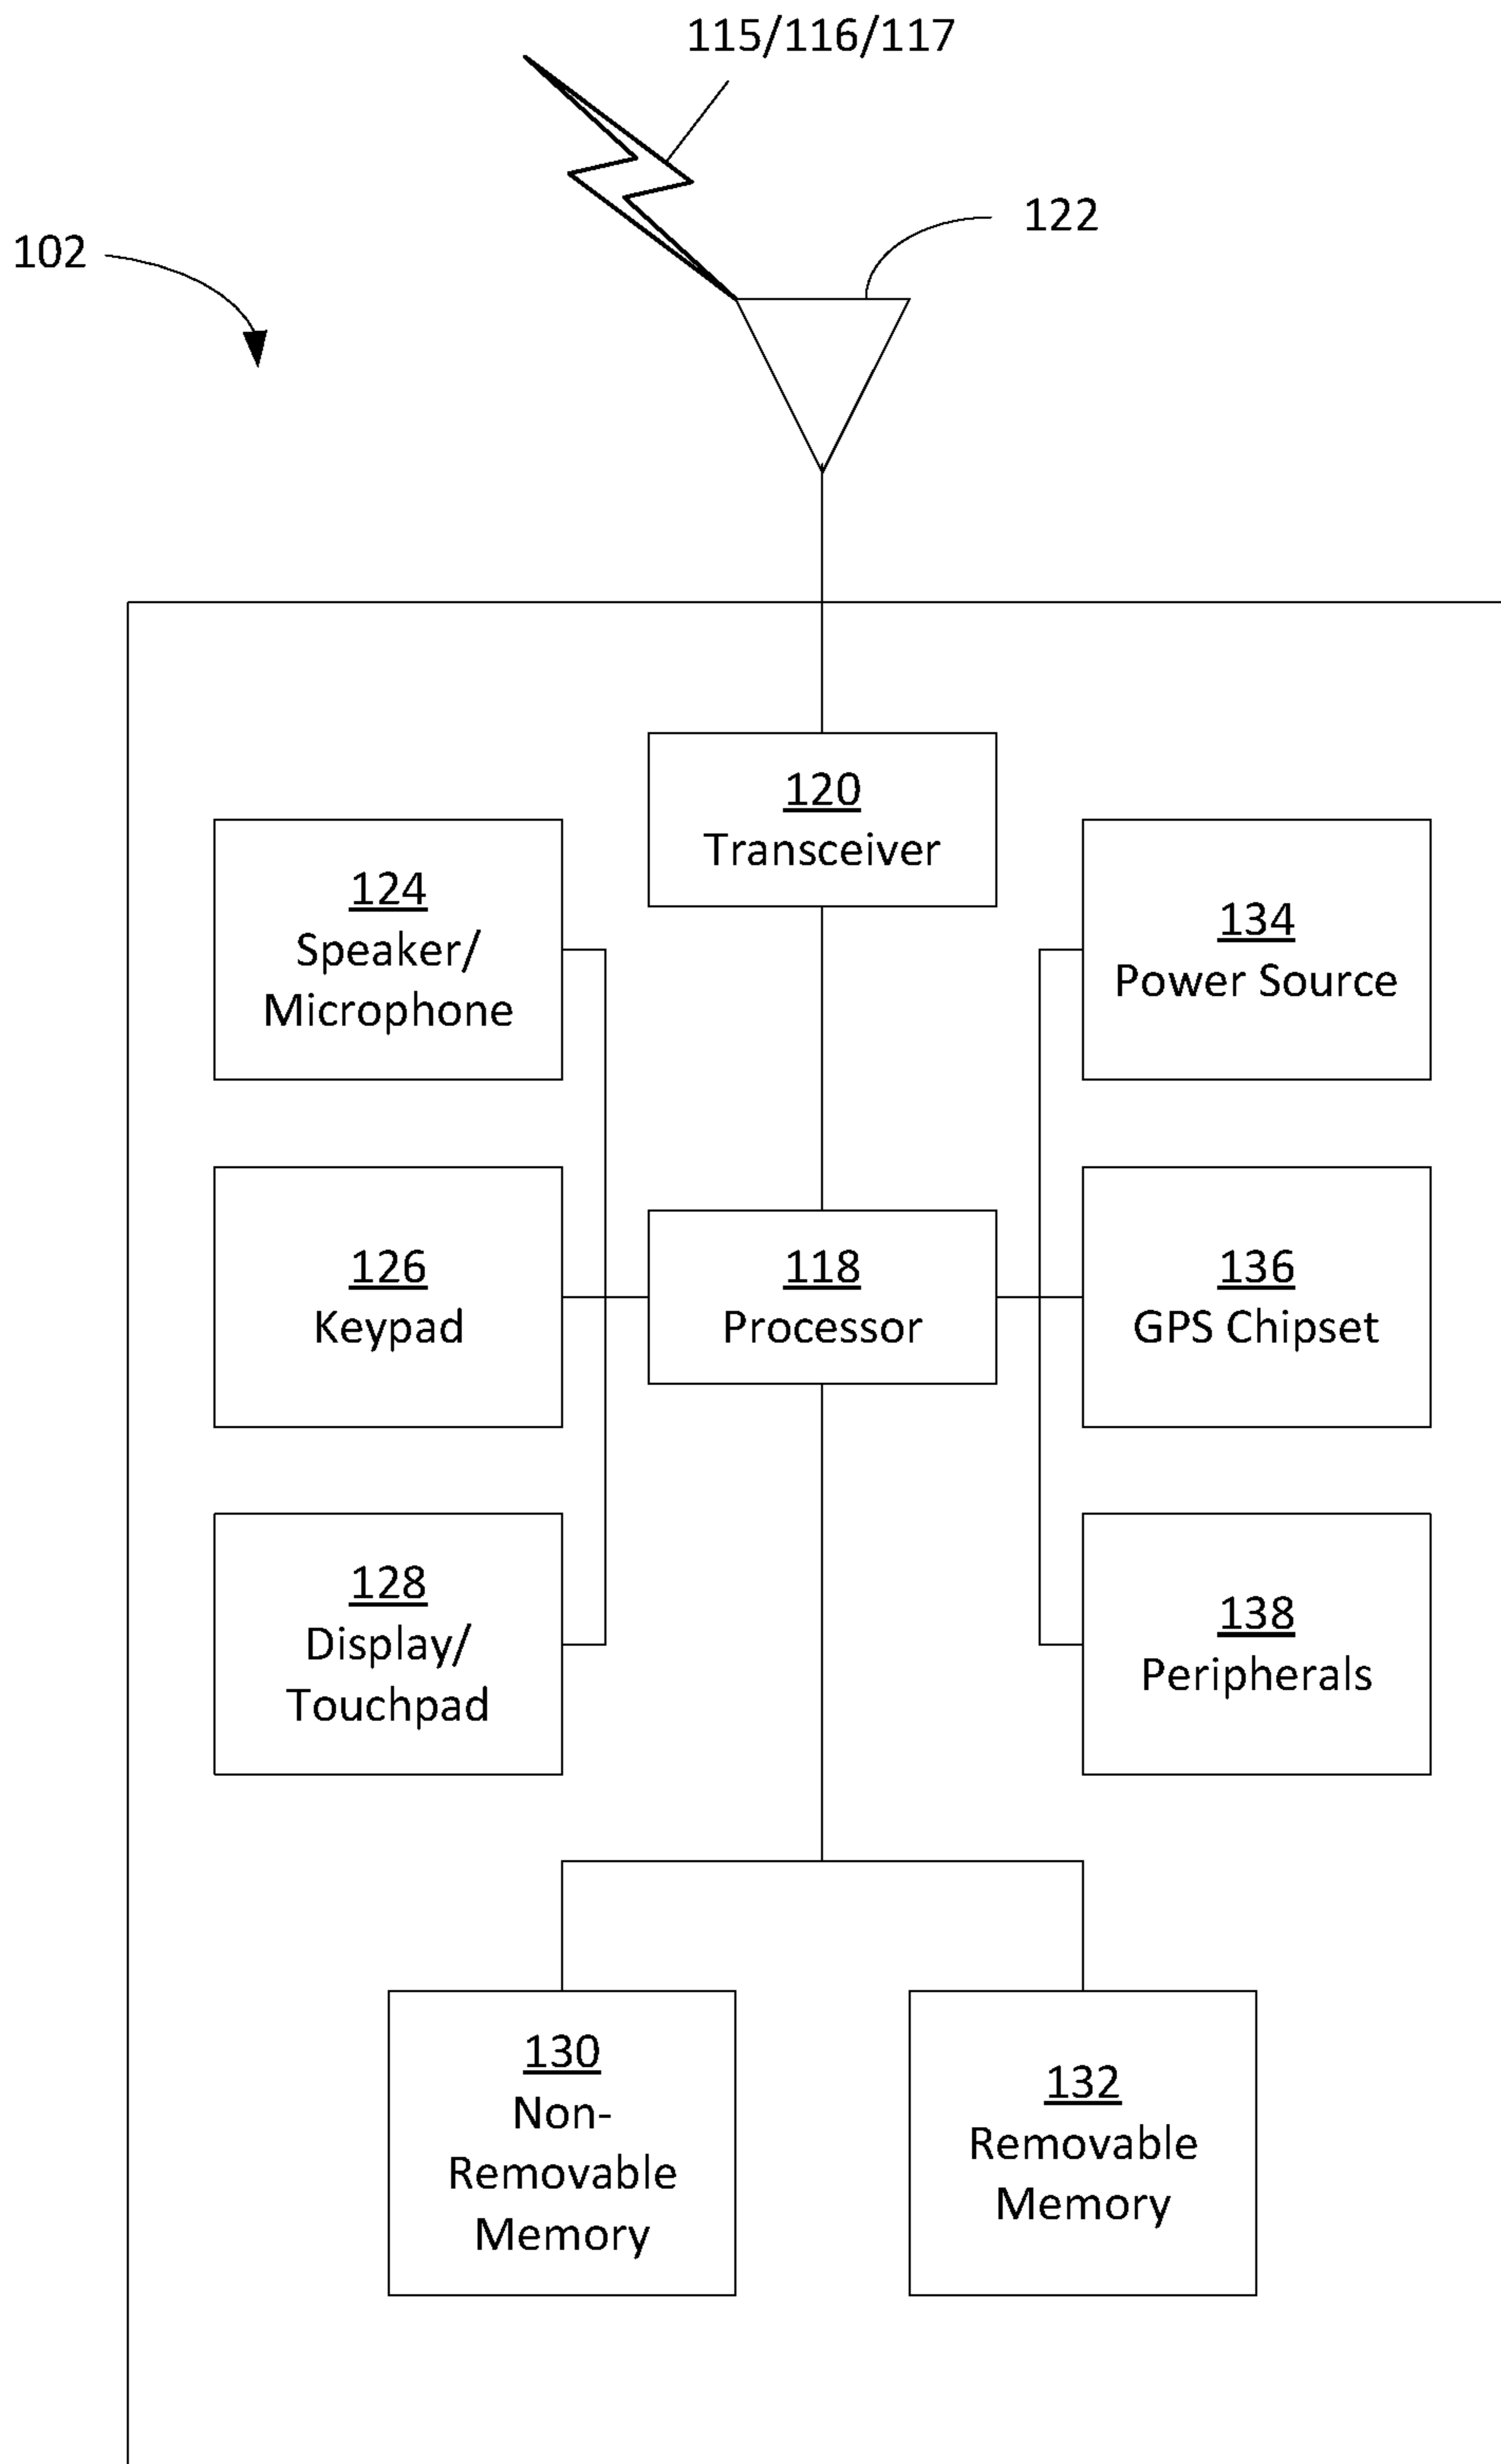 115/116/117
122
102
120
Transceiver
124
Speaker/
Microphone
134
Power Source
126
Keypad
118
Processor
136
GPS Chipset
128
Display/
Touchpad
138
Peripherals
130
Non-
Removable
Memory
132
Removable
Memory